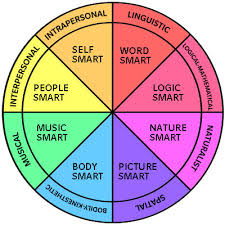 INTRAPERSONAL
LINGUISTIC
SELF
SMART
WORD
SMART
INTERPERSONAL
LOGICAL-MATHEMATICAL
PEOPLE
SMART
LOGIC
SMART
MUSIC
SMART
NATURE
SMART
MUSICAL
NATURALIST
BODY
SMART
PICTURE
SMART
BODILY-KINESTHETIC
SPATIAL